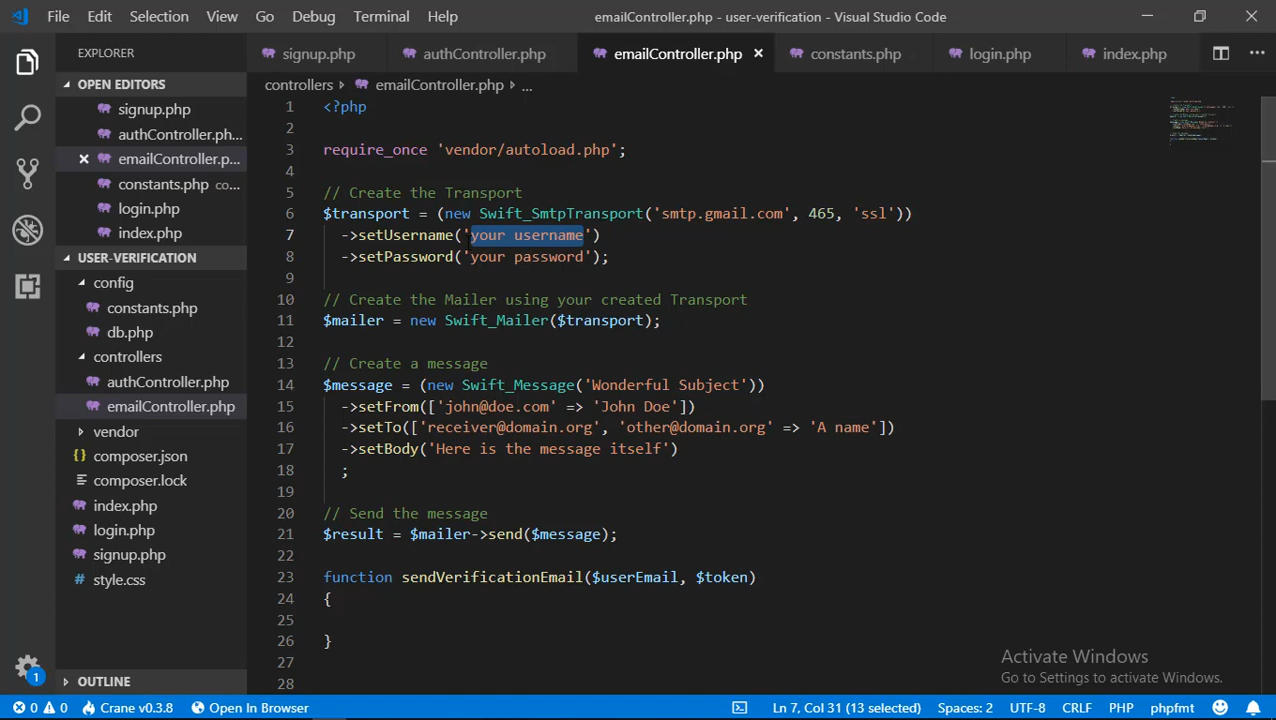 File Edit Selection View Go Debug Terminal Help emailController.php - user-verification - Visual Studio Code
EXPLORER
signup.php authController.php emailController.php constants.php login.php index.php
OPEN EDITORS
signup.php
authController.ph...
emailController.p...
constants.php co...
login.php
index.php
USER-VERIFICATION
config
constants.php
db.php
controllers
authController.php
emailController.php
vendor
composer.json
composer.lock
index.php
login.php
signup.php
style.css
OUTLINE
controllers > emailController.php > ...
1 <?php
2
3 require_once 'vendor/autoload.php';
4
5 // Create the Transport
6 $transport = (new Swift_SmtpTransport('smtp.gmail.com', 465, 'ssl'))
7 ->setUsername('your username')
8 ->setPassword('your password');
9
10 // Create the Mailer using your created Transport
11 $mailer = new Swift_Mailer($transport);
12
13 // Create a message
14 $message = (new Swift_Message('Wonderful Subject'))
15 ->setFrom(['john@doe.com' => 'John Doe'])
16 ->setTo(['receiver@domain.org', 'other@domain.org' => 'A name'])
17 ->setBody('Here is the message itself')
18 ;
19
20 // Send the message
21 $result = $mailer->send($message);
22
23 function sendVerificationEmail($userEmail, $token)
24 {
25
26 }
27
28
Activate Windows
Go to Settings to activate Windows.
1
0 0 Crane v0.3.8 Open In Browser Ln 7, Col 31 (13 selected) Spaces: 2 UTF-8 CRLF PHP phpfmt